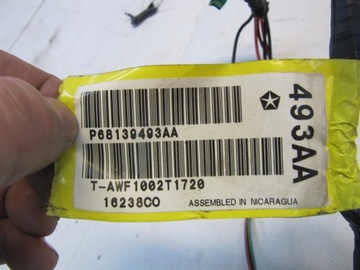 P68139493AA
493AA
T-AWF1002T1720
16238CO
ASSEMBLED IN NICARAGUA